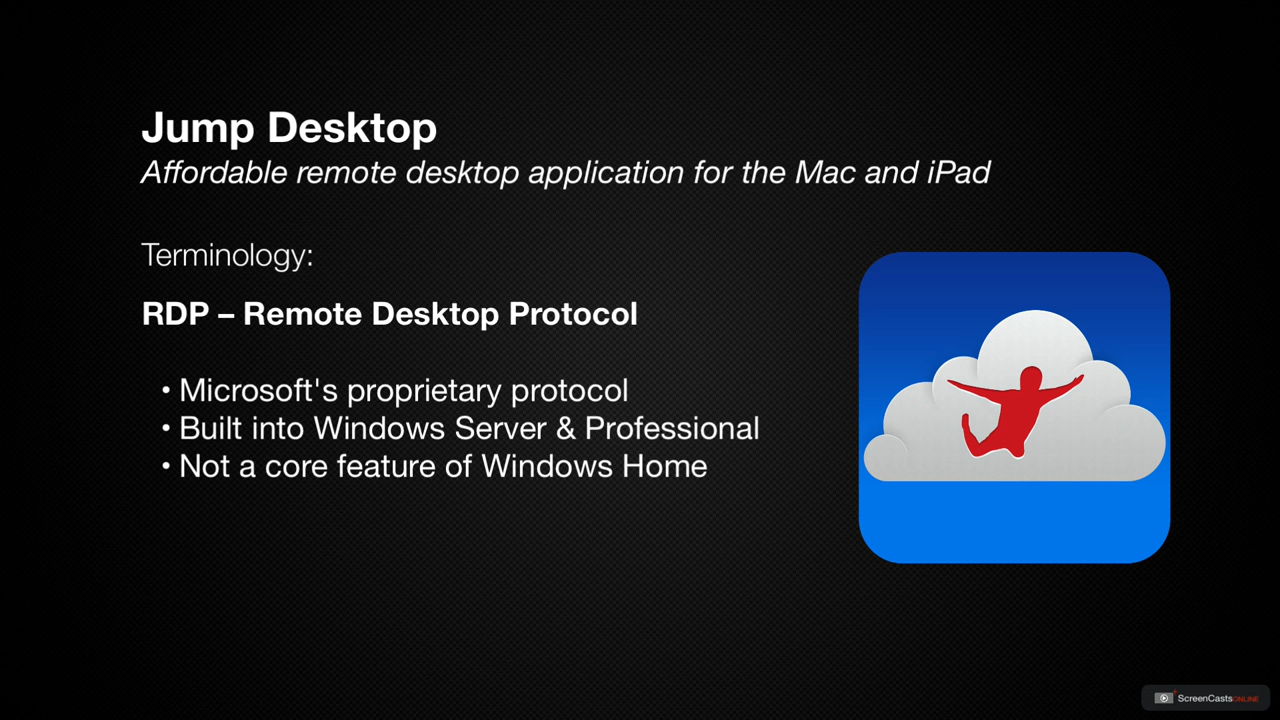 Jump Desktop
Affordable remote desktop application for the Mac and iPad
Terminology:
RDP – Remote Desktop Protocol
• Microsoft's proprietary protocol
• Built into Windows Server & Professional
• Not a core feature of Windows Home
ScreenCastsONLINE